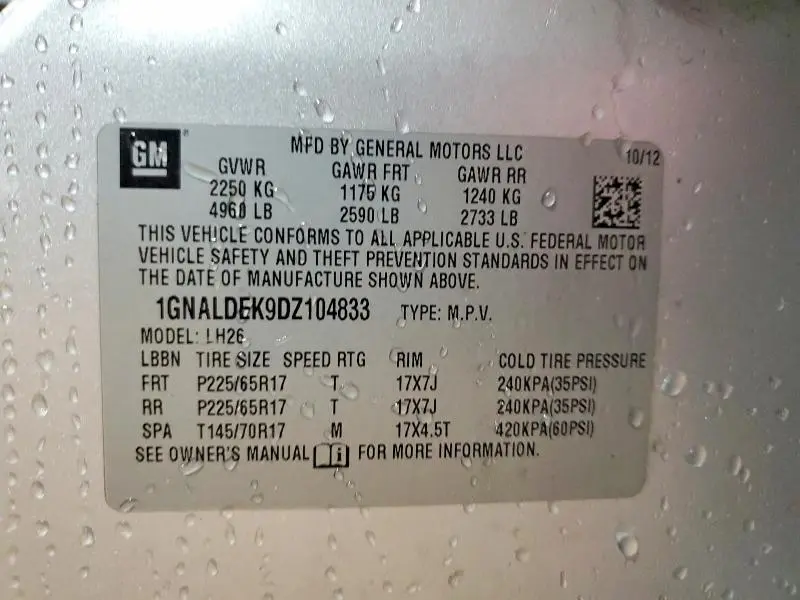 GM
MFD BY GENERAL MOTORS LLC
10/12
GVWR GAWR FRT GAWR RR
2250 KG 1175 KG 1240 KG
4960 LB 2590 LB 2733 LB
THIS VEHICLE CONFORMS TO ALL APPLICABLE U.S. FEDERAL MOTOR
VEHICLE SAFETY AND THEFT PREVENTION STANDARDS IN EFFECT ON
THE DATE OF MANUFACTURE SHOWN ABOVE.
1GNALDEK9DZ104833 TYPE: M.P.V.
MODEL: LH26
LBBN TIRE SIZE SPEED RTG RIM COLD TIRE PRESSURE
FRT P225/65R17 T 17X7J 240KPA(35PSI)
RR P225/65R17 T 17X7J 240KPA(35PSI)
SPA T145/70R17 M 17X4.5T 420KPA(60PSI)
SEE OWNER'S MANUAL FOR MORE INFORMATION.